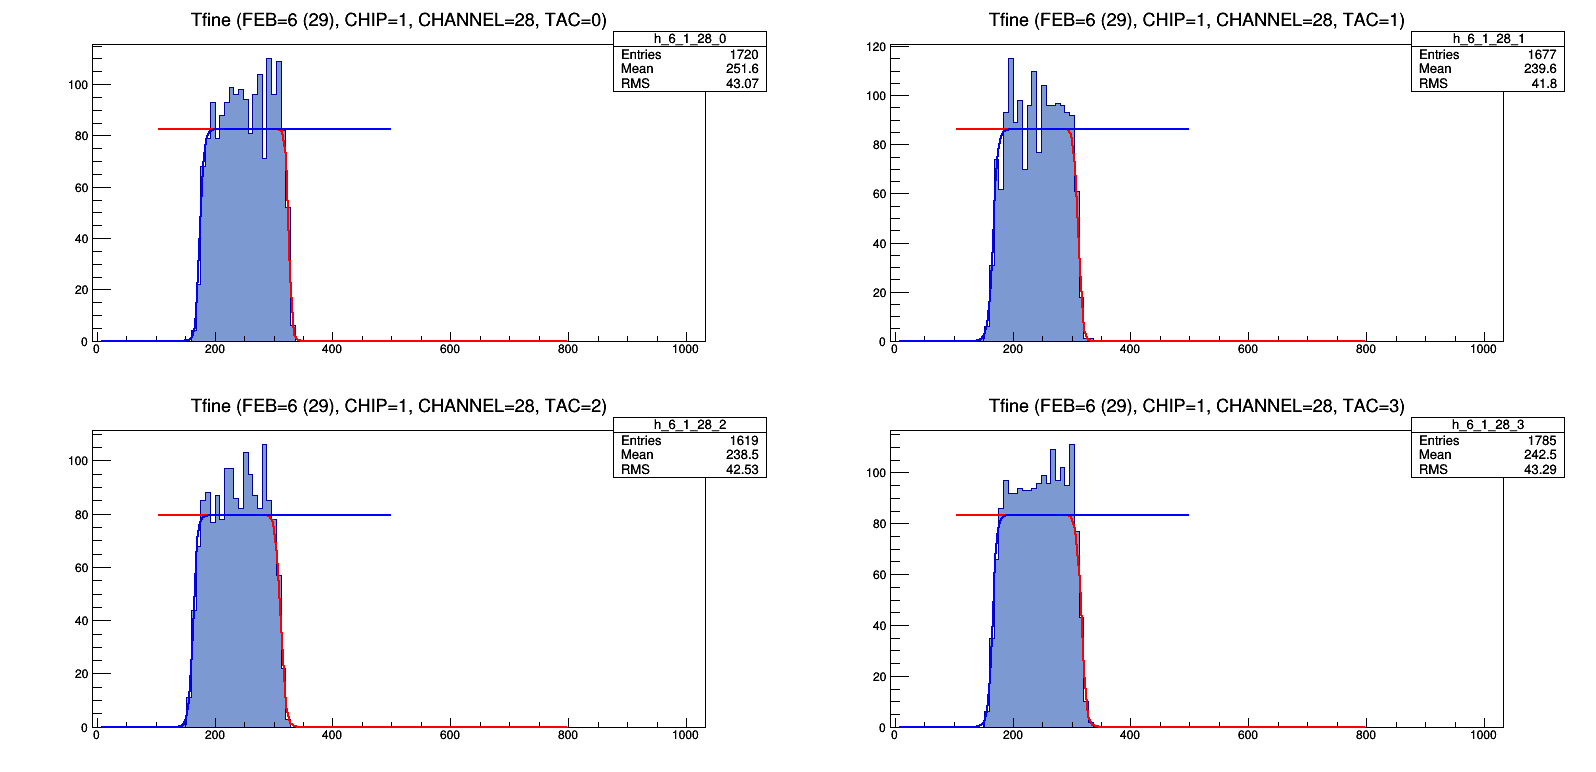 Tfine (FEB=6 (29), CHIP=1, CHANNEL=28, TAC=0)
h_6_1_28_0
Entries 1720
Mean 251.6
RMS 43.07
100
80
60
40
20
0
0 200 400 600 800 1000
Tfine (FEB=6 (29), CHIP=1, CHANNEL=28, TAC=1)
h_6_1_28_1
Entries 1677
Mean 239.6
RMS 41.8
120
100
80
60
40
20
0
0 200 400 600 800 1000
Tfine (FEB=6 (29), CHIP=1, CHANNEL=28, TAC=2)
h_6_1_28_2
Entries 1619
Mean 238.5
RMS 42.53
100
80
60
40
20
0
0 200 400 600 800 1000
Tfine (FEB=6 (29), CHIP=1, CHANNEL=28, TAC=3)
h_6_1_28_3
Entries 1785
Mean 242.5
RMS 43.29
100
80
60
40
20
0
0 200 400 600 800 1000